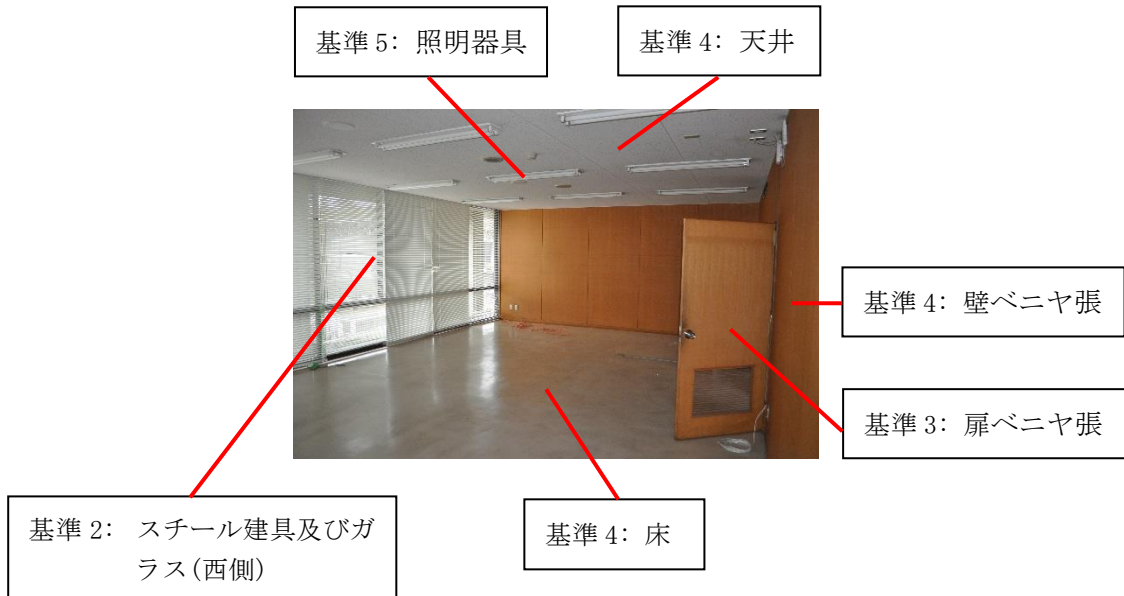 基準 5: 照明器具
基準 4: 天井
基準 4: 壁ベニヤ張
基準 3: 扉ベニヤ張
基準 2: スチール建具及びガ
ラス(西側)
基準 4: 床